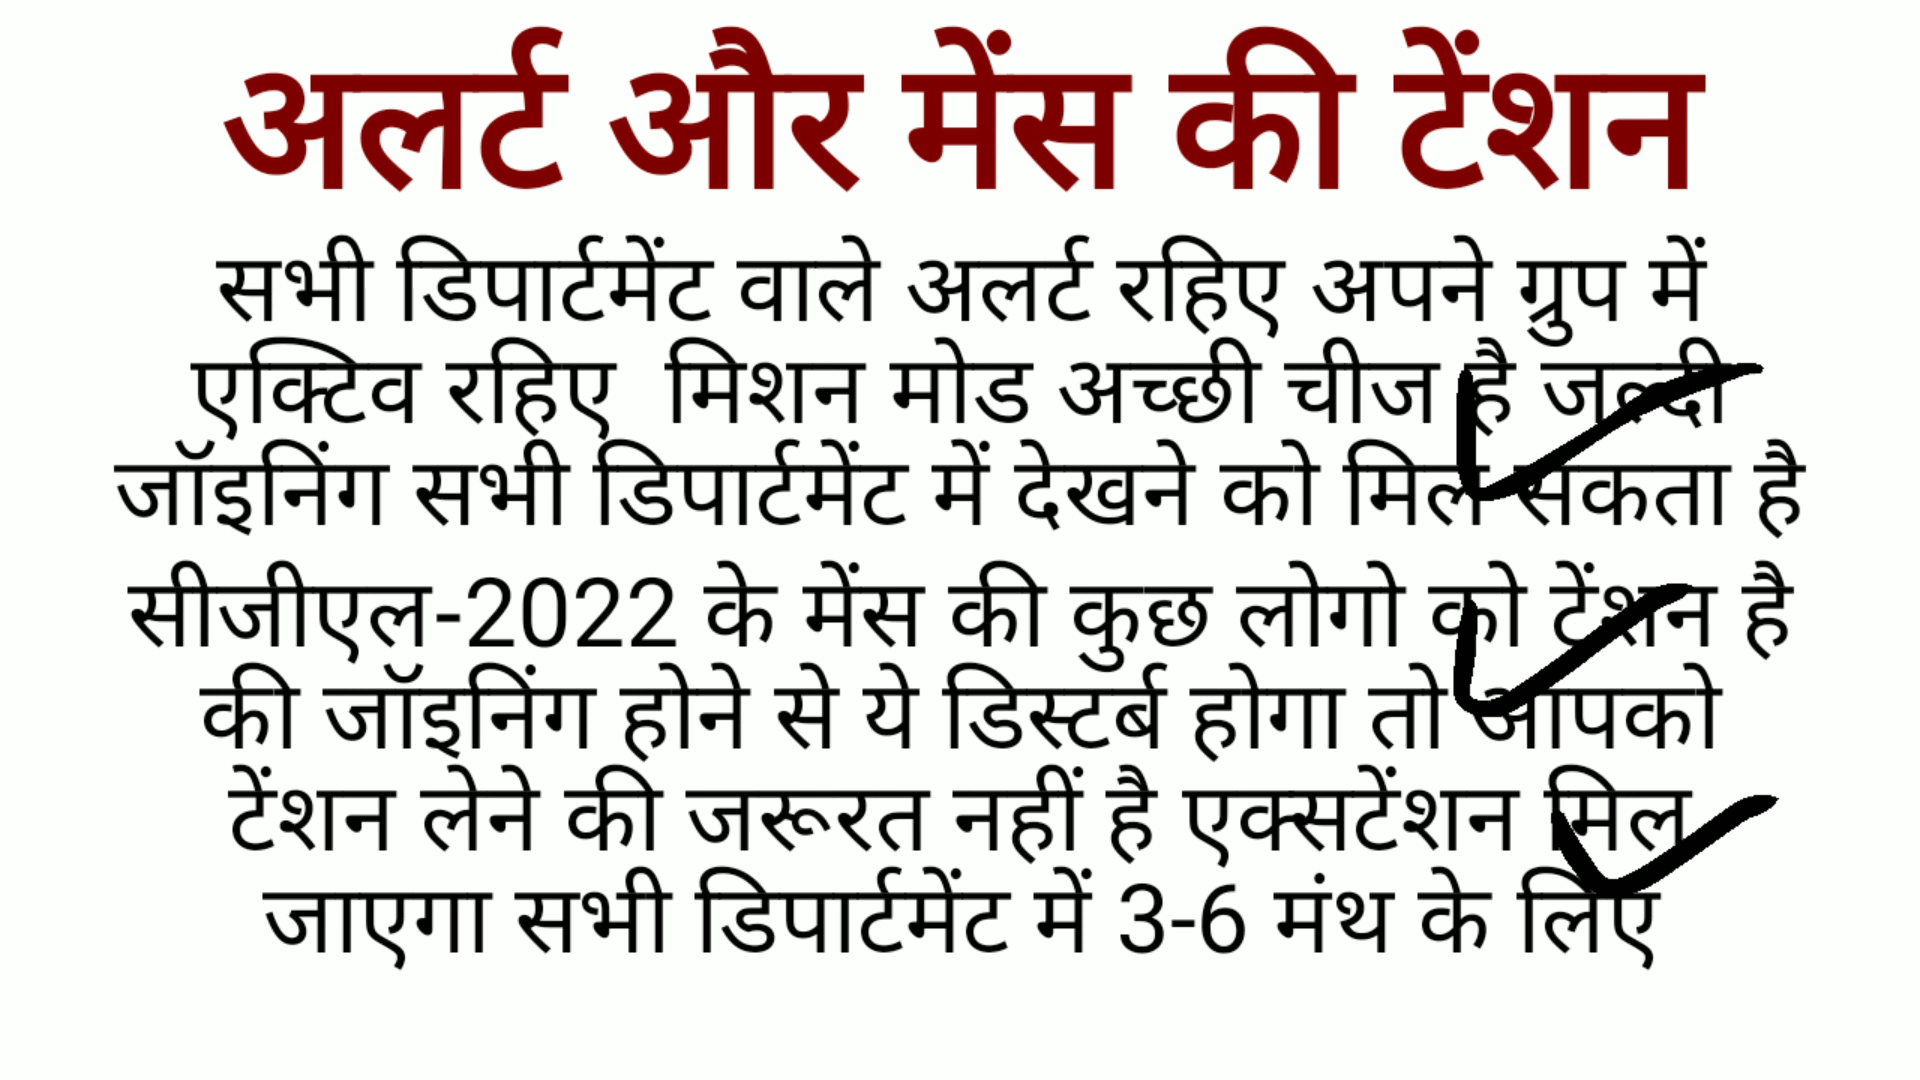 अलर्ट और मेंस की टेंशन
सभी डिपार्टमेंट वाले अलर्ट रहिए अपने ग्रुप में
एक्टिव रहिए मिशन मोड अच्छी चीज है जल्दी
जॉइनिंग सभी डिपार्टमेंट में देखने को मिल सकता है
सीजीएल-2022 के मेंस की कुछ लोगो को टेंशन है
की जॉइनिंग होने से ये डिस्टर्ब होगा तो आपको
टेंशन लेने की जरूरत नहीं है एक्सटेंशन मिल
जाएगा सभी डिपार्टमेंट में 3-6 मंथ के लिए